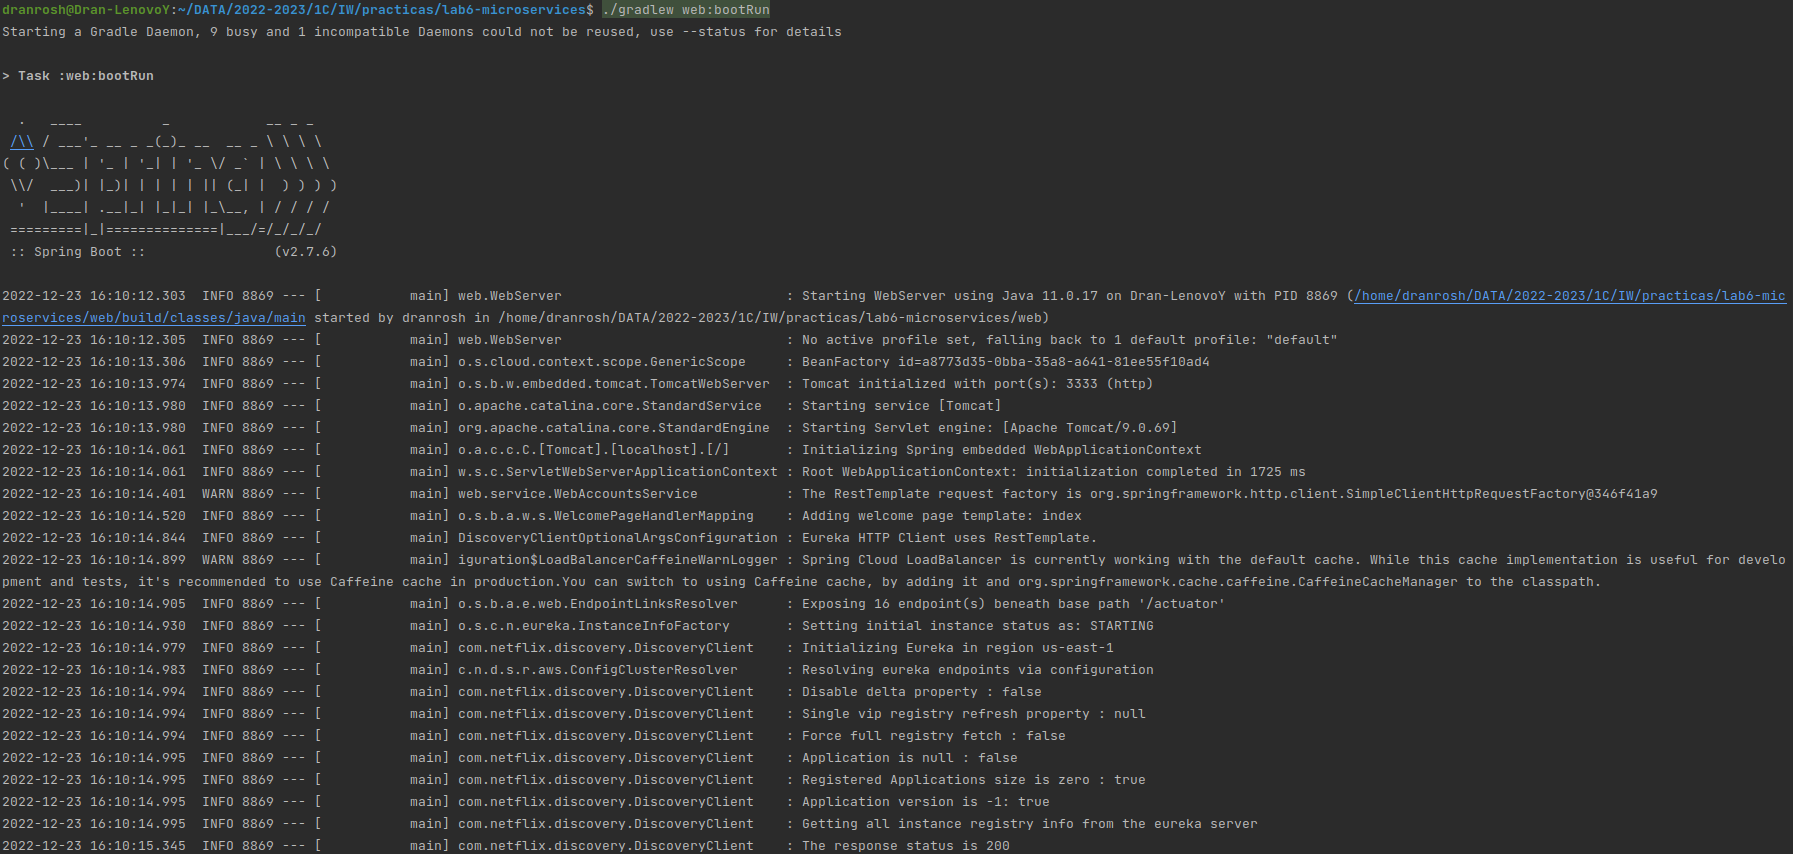 dranrosh@Dran-LenovoY:~/DATA/2022-2023/1C/IW/practicas/lab6-microservices$ ./gradlew web:bootRun
Starting a Gradle Daemon, 9 busy and 1 incompatible Daemons could not be reused, use --status for details
> Task :web:bootRun
  .   ____          _            __ _ _
 /\\ / ___'_ __ _ _(_)_ __  __ _ \ \ \ \
( ( )\___ | '_ | '_| | '_ \/ _` | \ \ \ \
 \\/  ___)| |_)| | | | | || (_| |  ) ) ) )
  '  |____| .__|_| |_|_| |_\__, | / / / /
 =========|_|==============|___/=/_/_/_/
 :: Spring Boot ::                (v2.7.6)
2022-12-23 16:10:12.303  INFO 8869 --- [           main] web.WebServer                            : Starting WebServer using Java 11.0.17 on Dran-LenovoY with PID 8869 (/home/dranrosh/DATA/2022-2023/1C/IW/practicas/lab6-mic
roservices/web/build/classes/java/main started by dranrosh in /home/dranrosh/DATA/2022-2023/1C/IW/practicas/lab6-microservices/web)
2022-12-23 16:10:12.305  INFO 8869 --- [           main] web.WebServer                            : No active profile set, falling back to 1 default profile: "default"
2022-12-23 16:10:13.306  INFO 8869 --- [           main] o.s.cloud.context.scope.GenericScope     : BeanFactory id=a8773d35-0bba-35a8-a641-81ee55f10ad4
2022-12-23 16:10:13.974  INFO 8869 --- [           main] o.s.b.w.embedded.tomcat.TomcatWebServer  : Tomcat initialized with port(s): 3333 (http)
2022-12-23 16:10:13.980  INFO 8869 --- [           main] o.apache.catalina.core.StandardService   : Starting service [Tomcat]
2022-12-23 16:10:13.980  INFO 8869 --- [           main] org.apache.catalina.core.StandardEngine  : Starting Servlet engine: [Apache Tomcat/9.0.69]
2022-12-23 16:10:14.061  INFO 8869 --- [           main] o.a.c.c.C.[Tomcat].[localhost].[/]       : Initializing Spring embedded WebApplicationContext
2022-12-23 16:10:14.061  INFO 8869 --- [           main] w.s.c.ServletWebServerApplicationContext : Root WebApplicationContext: initialization completed in 1725 ms
2022-12-23 16:10:14.401  WARN 8869 --- [           main] web.service.WebAccountsService           : The RestTemplate request factory is org.springframework.http.client.SimpleClientHttpRequestFactory@346f41a9
2022-12-23 16:10:14.520  INFO 8869 --- [           main] o.s.b.a.w.s.WelcomePageHandlerMapping    : Adding welcome page template: index
2022-12-23 16:10:14.844  INFO 8869 --- [           main] DiscoveryClientOptionalArgsConfiguration : Eureka HTTP Client uses RestTemplate.
2022-12-23 16:10:14.899  WARN 8869 --- [           main] iguration$LoadBalancerCaffeineWarnLogger : Spring Cloud LoadBalancer is currently working with the default cache. While this cache implementation is useful for develo
pment and tests, it's recommended to use Caffeine cache in production.You can switch to using Caffeine cache, by adding it and org.springframework.cache.caffeine.CaffeineCacheManager to the classpath.
2022-12-23 16:10:14.905  INFO 8869 --- [           main] o.s.b.a.e.web.EndpointLinksResolver      : Exposing 16 endpoint(s) beneath base path '/actuator'
2022-12-23 16:10:14.930  INFO 8869 --- [           main] o.s.c.n.eureka.InstanceInfoFactory       : Setting initial instance status as: STARTING
2022-12-23 16:10:14.979  INFO 8869 --- [           main] com.netflix.discovery.DiscoveryClient    : Initializing Eureka in region us-east-1
2022-12-23 16:10:14.983  INFO 8869 --- [           main] c.n.d.s.r.aws.ConfigClusterResolver      : Resolving eureka endpoints via configuration
2022-12-23 16:10:14.994  INFO 8869 --- [           main] com.netflix.discovery.DiscoveryClient    : Disable delta property : false
2022-12-23 16:10:14.994  INFO 8869 --- [           main] com.netflix.discovery.DiscoveryClient    : Single vip registry refresh property : null
2022-12-23 16:10:14.994  INFO 8869 --- [           main] com.netflix.discovery.DiscoveryClient    : Force full registry fetch : false
2022-12-23 16:10:14.995  INFO 8869 --- [           main] com.netflix.discovery.DiscoveryClient    : Application is null : false
2022-12-23 16:10:14.995  INFO 8869 --- [           main] com.netflix.discovery.DiscoveryClient    : Registered Applications size is zero : true
2022-12-23 16:10:14.995  INFO 8869 --- [           main] com.netflix.discovery.DiscoveryClient    : Application version is -1: true
2022-12-23 16:10:14.995  INFO 8869 --- [           main] com.netflix.discovery.DiscoveryClient    : Getting all instance registry info from the eureka server
2022-12-23 16:10:15.345  INFO 8869 --- [           main] com.netflix.discovery.DiscoveryClient    : The response status is 200